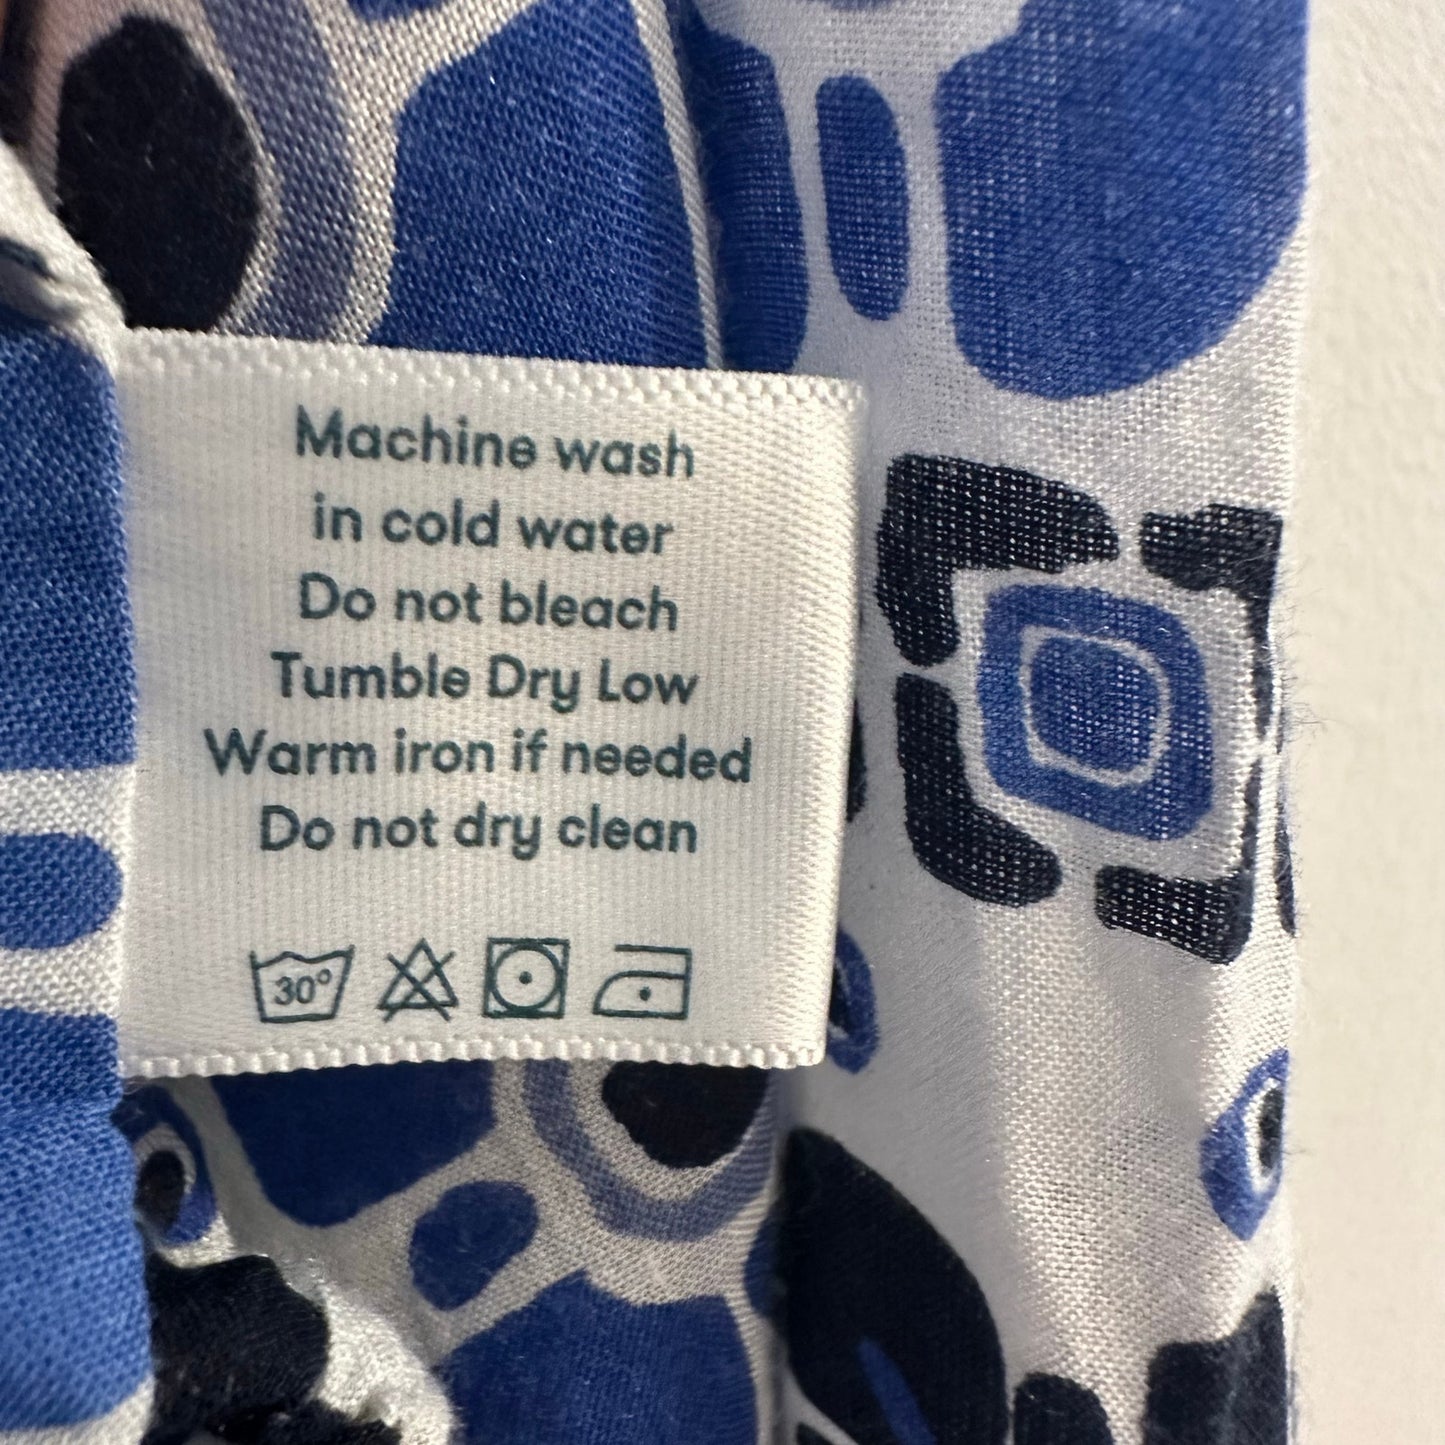 Machine wash
in cold water
Do not bleach
Tumble Dry Low
Warm iron if needed
Do not dry clean
30°